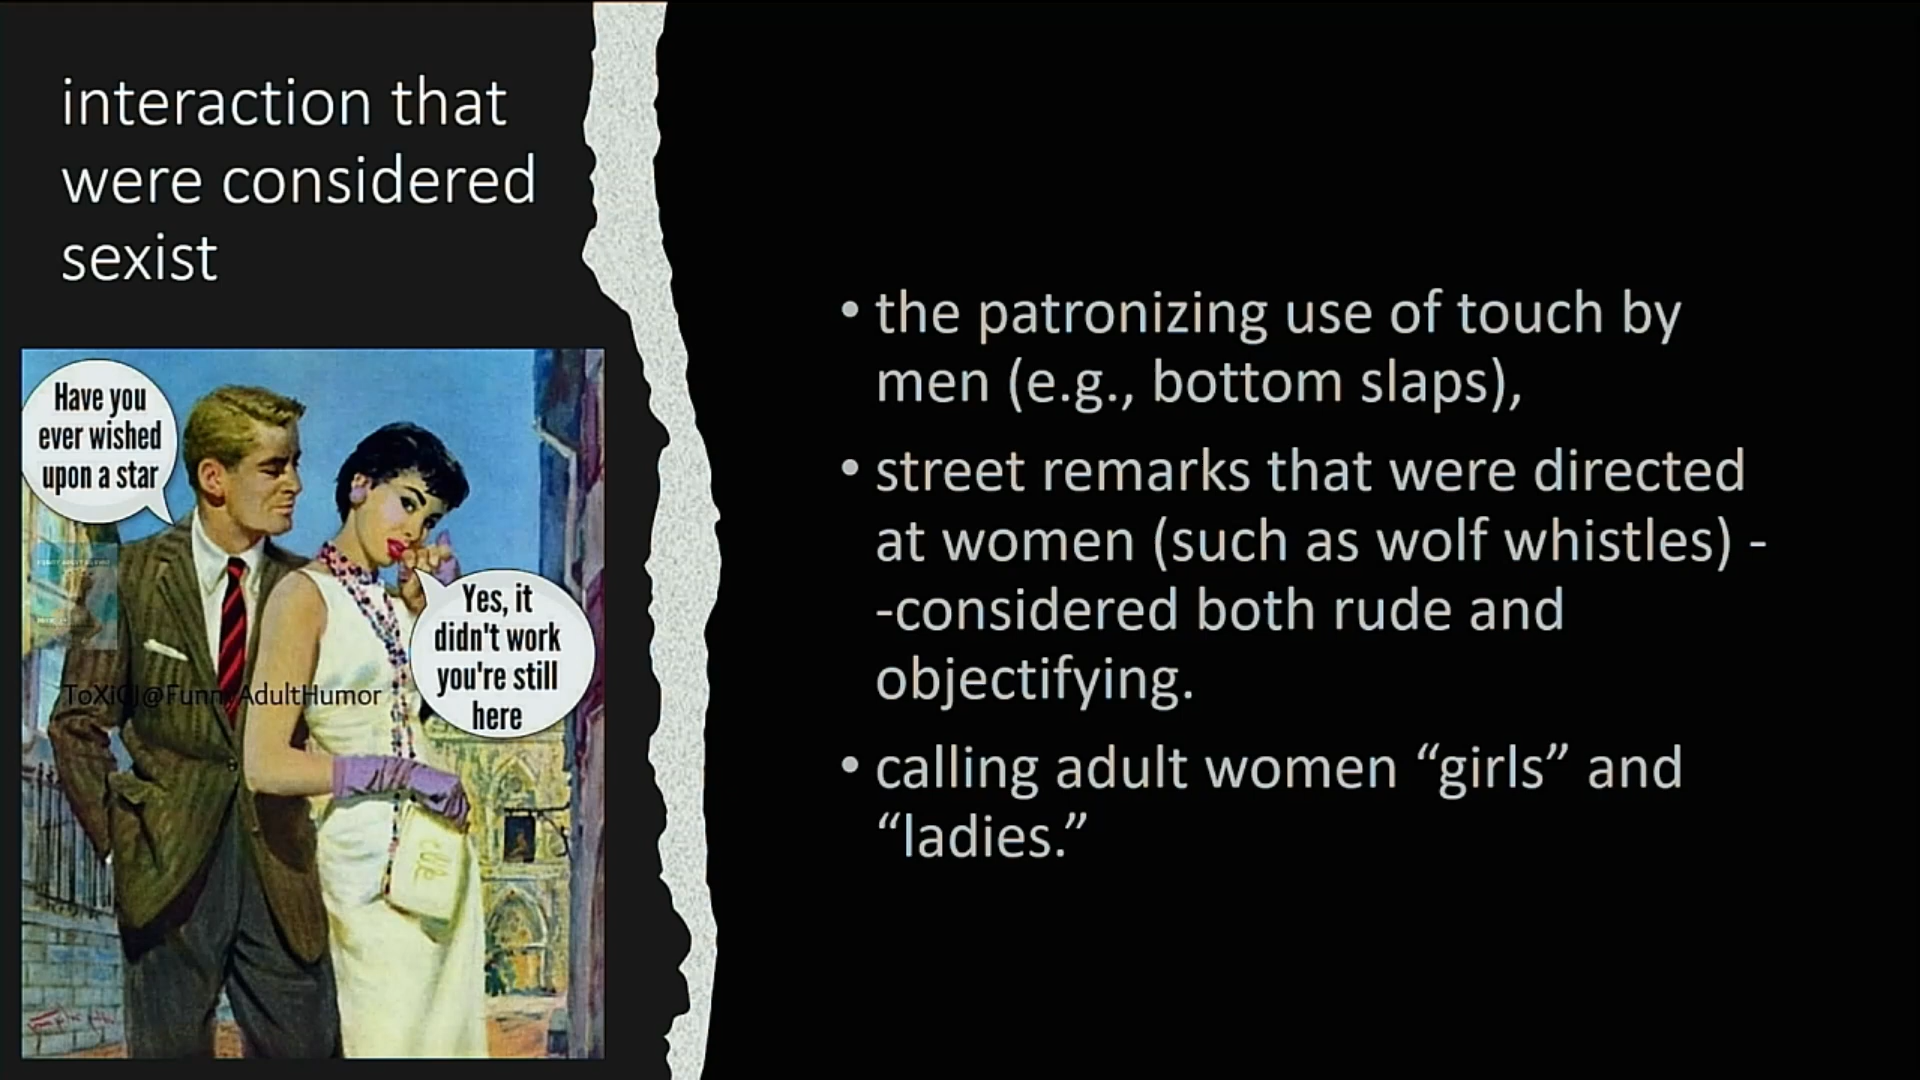 interaction that
were considered
sexist
Have you
ever wished
upon a star
Yes, it
didn't work
you're still
here
• the patronizing use of touch by
men (e.g., bottom slaps),
• street remarks that were directed
at women (such as wolf whistles) -
-considered both rude and
objectifying.
• calling adult women “girls” and
“ladies.”